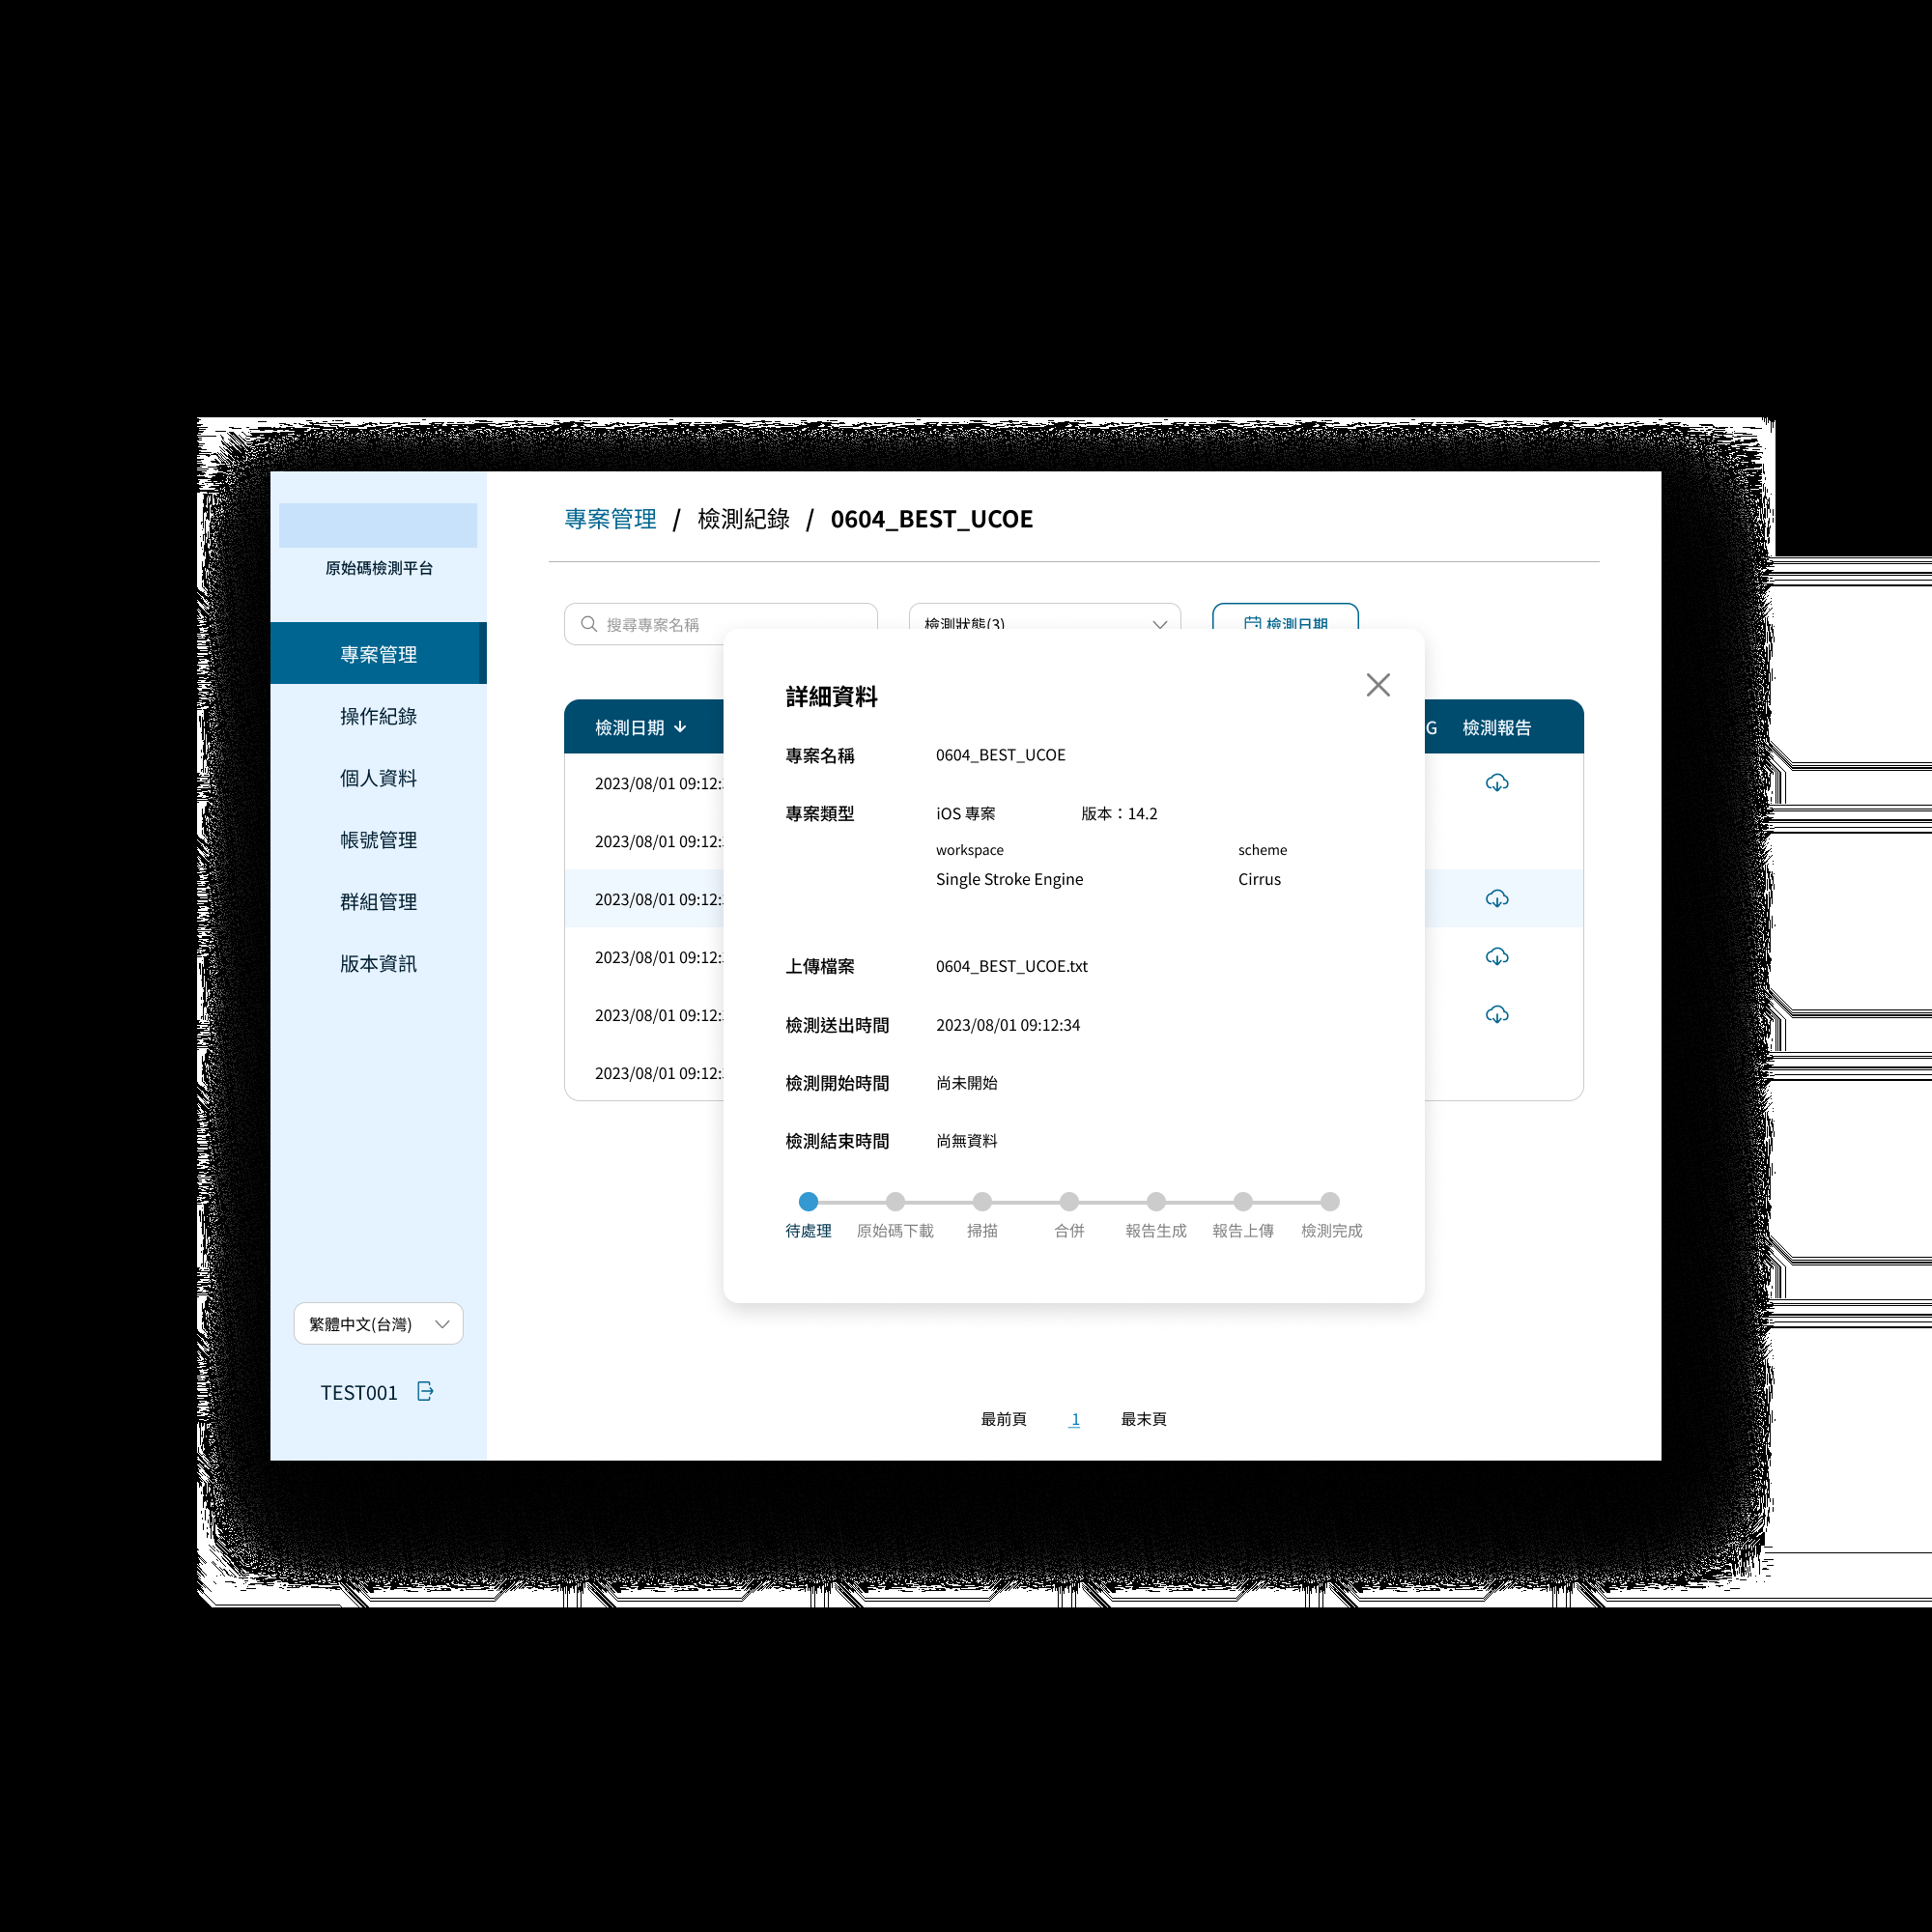 原始碼檢測平台
專案管理
操作紀錄
個人資料
帳號管理
群組管理
版本資訊
繁體中文(台灣)
TEST001
專案管理 / 檢測紀錄 / 0604_BEST_UCOE
搜尋專案名稱
檢測狀態(3)
檢測日期
檢測日期 G 檢測報告
2023/08/01 09:12:
2023/08/01 09:12:
2023/08/01 09:12:
2023/08/01 09:12:
2023/08/01 09:12:
2023/08/01 09:12:
詳細資料
專案名稱 0604_BEST_UCOE
專案類型 iOS 專案 版本：14.2
workspace scheme
Single Stroke Engine Cirrus
上傳檔案 0604_BEST_UCOE.txt
檢測送出時間 2023/08/01 09:12:34
檢測開始時間 尚未開始
檢測結束時間 尚無資料
待處理 原始碼下載 掃描 合併 報告生成 報告上傳 檢測完成
最前頁 1 最末頁